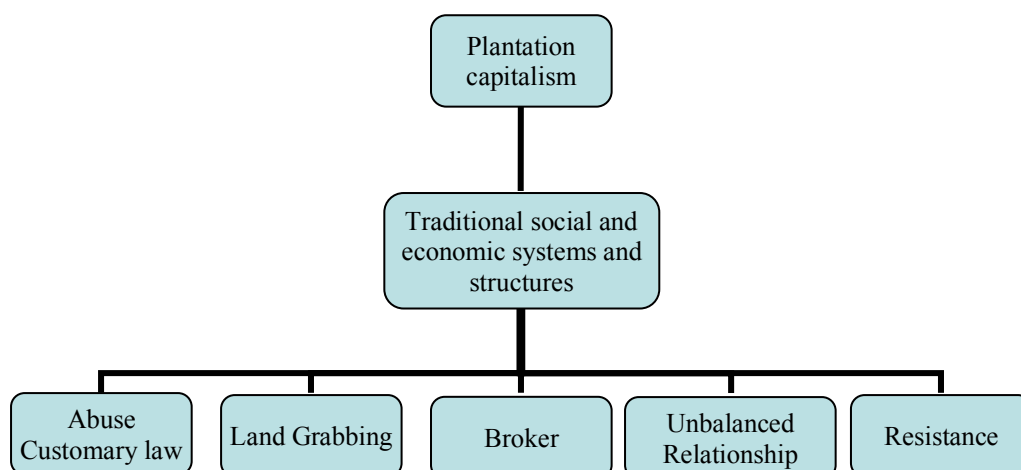 Plantation
capitalism
Traditional social and
economic systems and
structures
Abuse
Customary law
Land Grabbing
Broker
Unbalanced
Relationship
Resistance